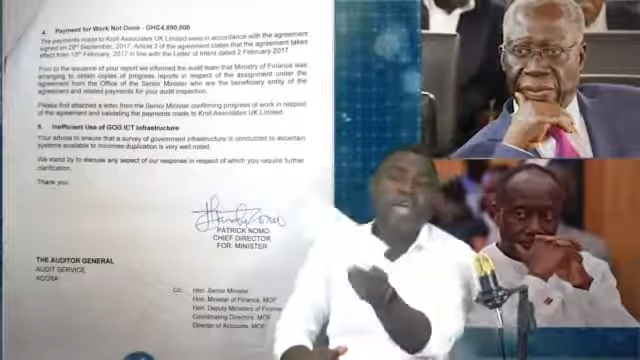 4. Payment for Work Not Done - GHC4,890,000
The payments made to Kroll Associates UK Limited were in accordance with the agreement
signed on 28th September, 2017. Article 3 of the agreement states that the agreement takes
effect from 13th February, 2017 in line with the Letter of Intent dated 2 February 2017
Prior to the issuance of your report we informed the audit team that Ministry of Finance was
arranging to obtain copies of progress reports in respect of the assignment under the
agreement from the Office of the Senior Minister who are the beneficiary entity of the
agreement and related payments for your audit inspection.
Please find attached a letter from the Senior Minister confirming progress of work in respect
of the agreement and validating the payments made to Kroll Associates UK Limited.
5. Inefficient Use of GOG ICT Infrastructure
Your advice to ensure that a survey of government infrastructure is conducted to ascertain
systems available to minimise duplication is very well noted.
We stand by to discuss any aspect of our response in respect of which you require further
clarification.
Thank you
PATRICK NOMO
CHIEF DIRECTOR
FOR: MINISTER
THE AUDITOR GENERAL
AUDIT SERVICE
ACCRA
Cc: Hon. Senior Minister
Hon. Minister of Finance, MOF
Hon. Deputy Ministers of Finance
Coordinating Directors, MOF
Director of Accounts, MOF